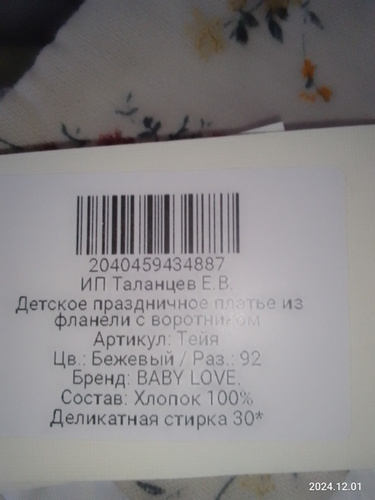 2040459434887
ИП Таланцев Е.В.
Детское праздничное платье из
фланели с воротником
Артикул: Тейя
Цв.: Бежевый / Раз.: 92
Бренд: BABY LOVE.
Состав: Хлопок 100%
Деликатная стирка 30*
2024.12.01